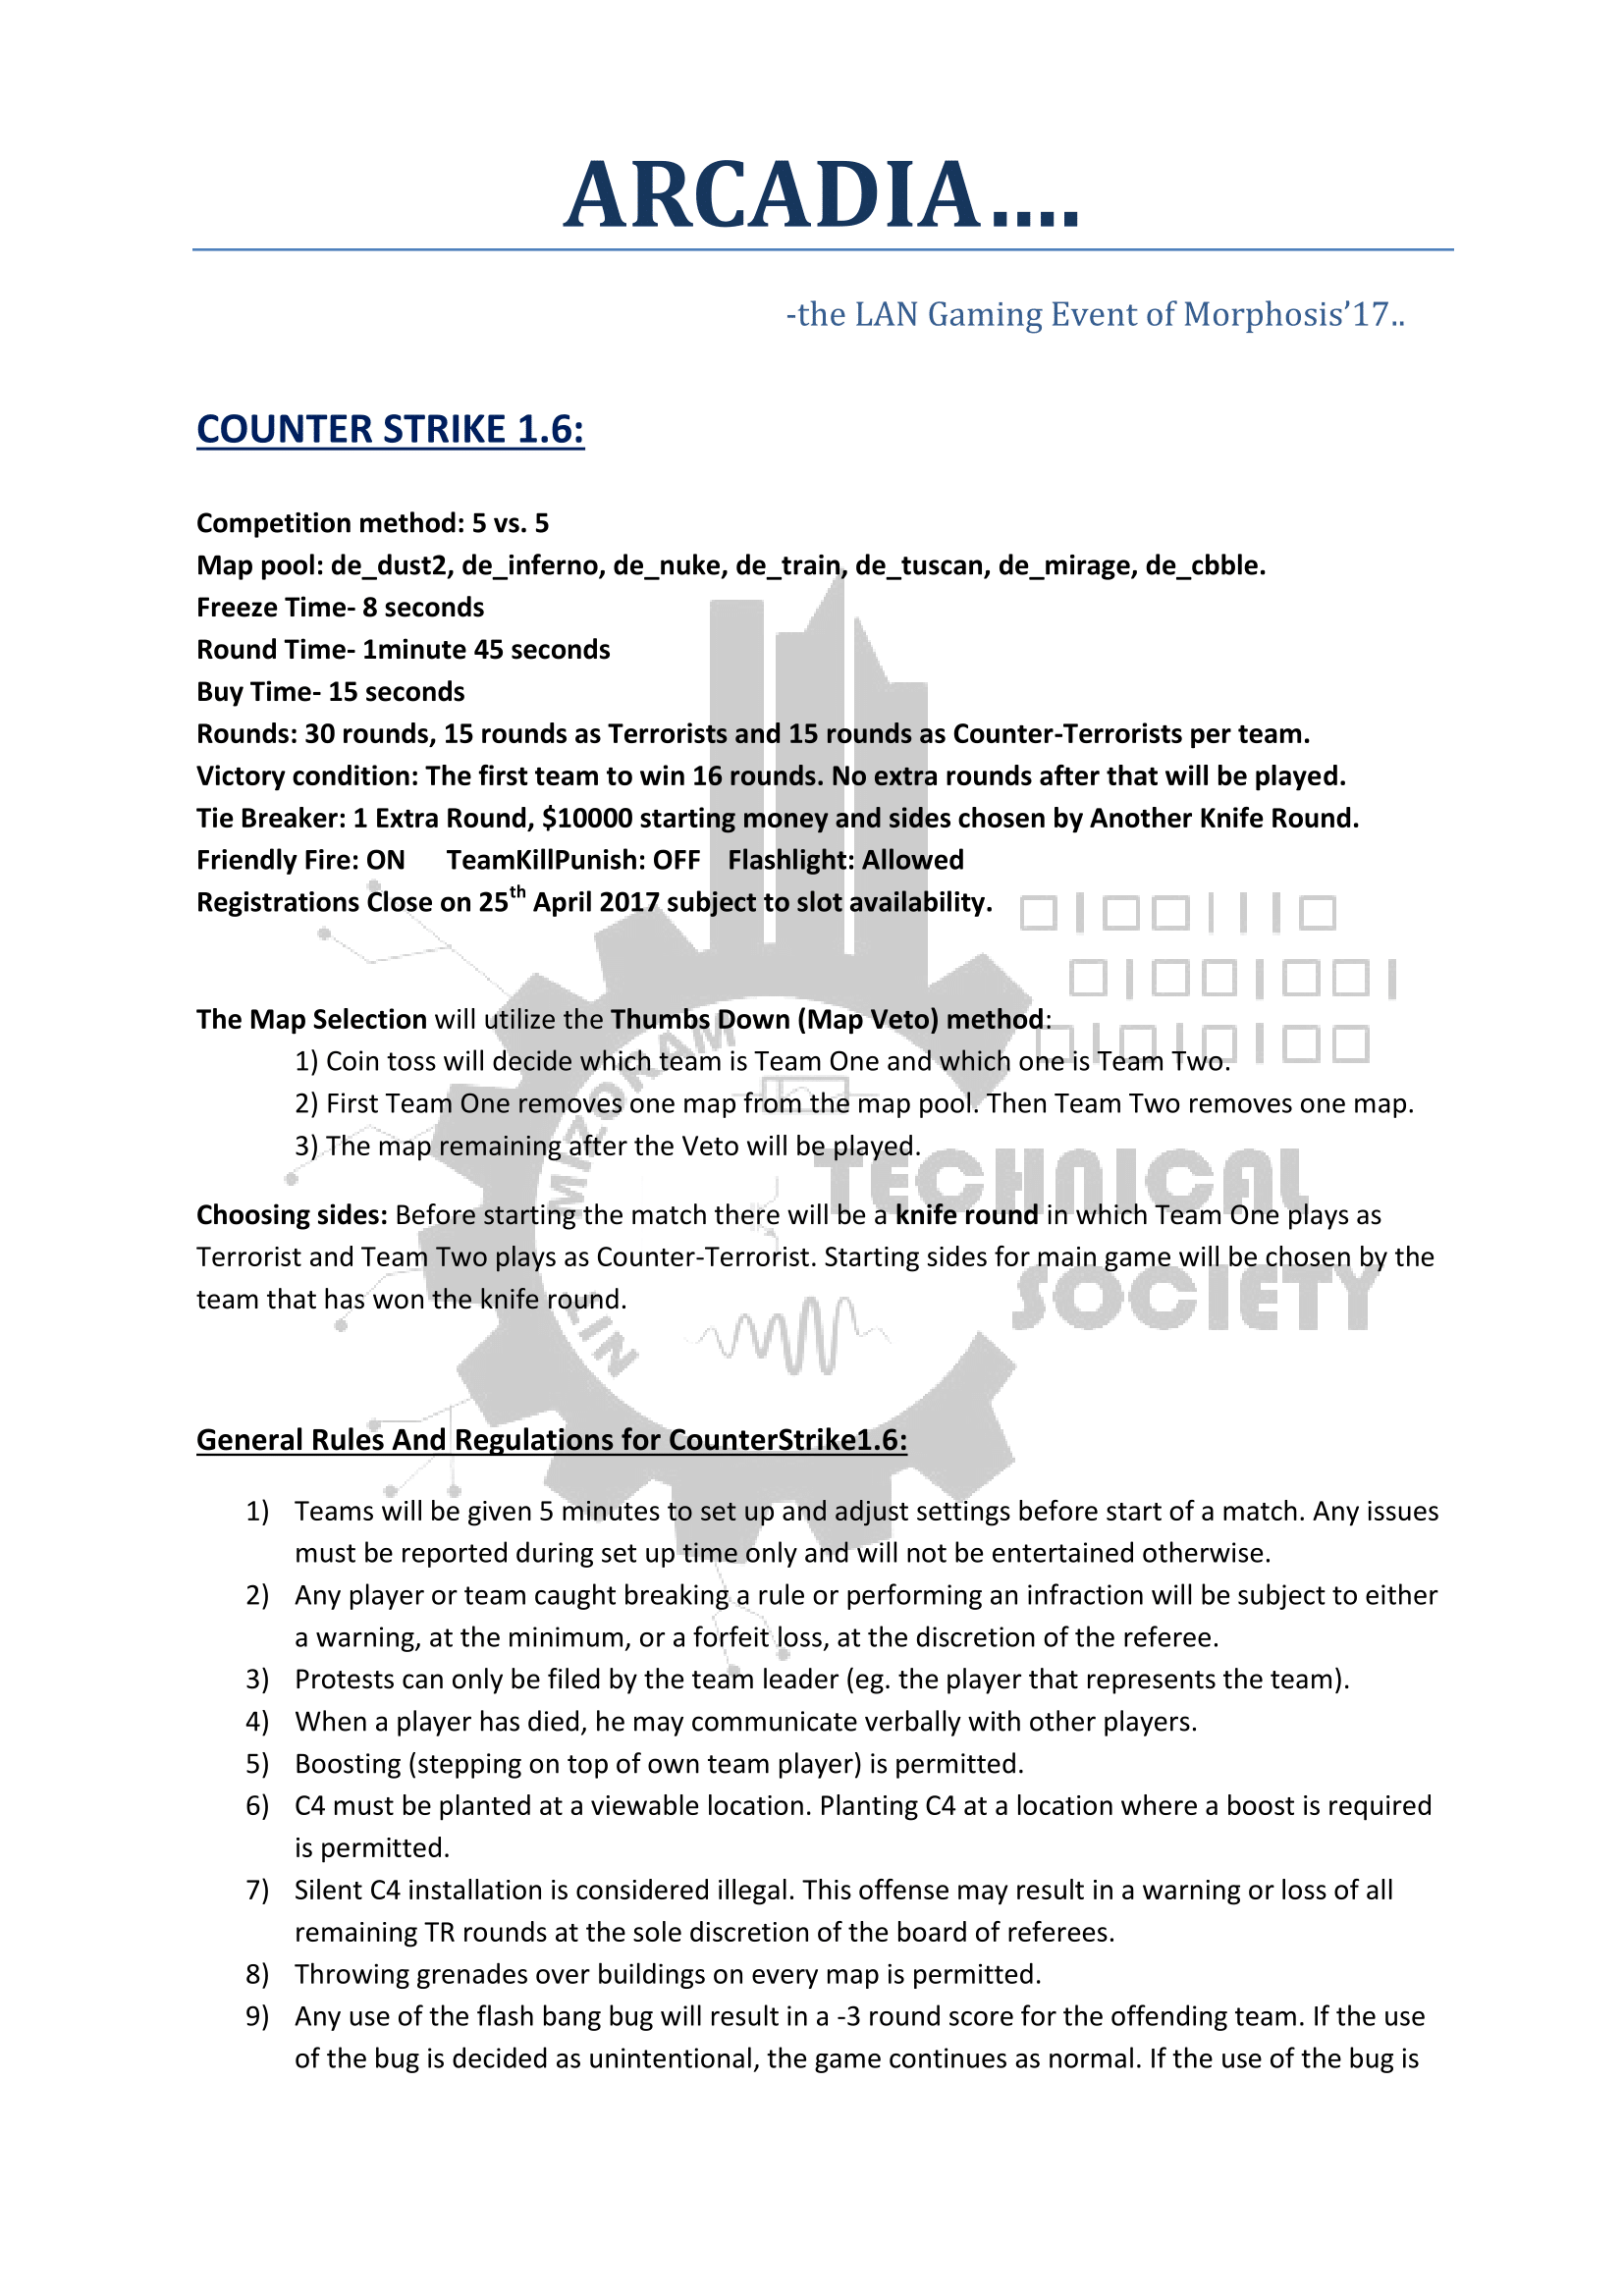 ARCADIA....
-the LAN Gaming Event of Morphosis’17..
COUNTER STRIKE 1.6:
Competition method: 5 vs. 5
Map pool: de_dust2, de_inferno, de_nuke, de_train, de_tuscan, de_mirage, de_cbble.
Freeze Time- 8 seconds
Round Time- 1minute 45 seconds
Buy Time- 15 seconds
Rounds: 30 rounds, 15 rounds as Terrorists and 15 rounds as Counter-Terrorists per team.
Victory condition: The first team to win 16 rounds. No extra rounds after that will be played.
Tie Breaker: 1 Extra Round, $10000 starting money and sides chosen by Another Knife Round.
Friendly Fire: ON TeamKillPunish: OFF Flashlight: Allowed
Registrations Close on 25th April 2017 subject to slot availability.
The Map Selection will utilize the Thumbs Down (Map Veto) method:
1) Coin toss will decide which team is Team One and which one is Team Two.
2) First Team One removes one map from the map pool. Then Team Two removes one map.
3) The map remaining after the Veto will be played.
Choosing sides: Before starting the match there will be a knife round in which Team One plays as
Terrorist and Team Two plays as Counter-Terrorist. Starting sides for main game will be chosen by the
team that has won the knife round.
General Rules And Regulations for CounterStrike1.6:
1) Teams will be given 5 minutes to set up and adjust settings before start of a match. Any issues
must be reported during set up time only and will not be entertained otherwise.
2) Any player or team caught breaking a rule or performing an infraction will be subject to either
a warning, at the minimum, or a forfeit loss, at the discretion of the referee.
3) Protests can only be filed by the team leader (eg. the player that represents the team).
4) When a player has died, he may communicate verbally with other players.
5) Boosting (stepping on top of own team player) is permitted.
6) C4 must be planted at a viewable location. Planting C4 at a location where a boost is required
is permitted.
7) Silent C4 installation is considered illegal. This offense may result in a warning or loss of all
remaining TR rounds at the sole discretion of the board of referees.
8) Throwing grenades over buildings on every map is permitted.
9) Any use of the flash bang bug will result in a -3 round score for the offending team. If the use
of the bug is decided as unintentional, the game continues as normal. If the use of the bug is
MIZORAM
NIT
TECHNICAL
SOCIETY